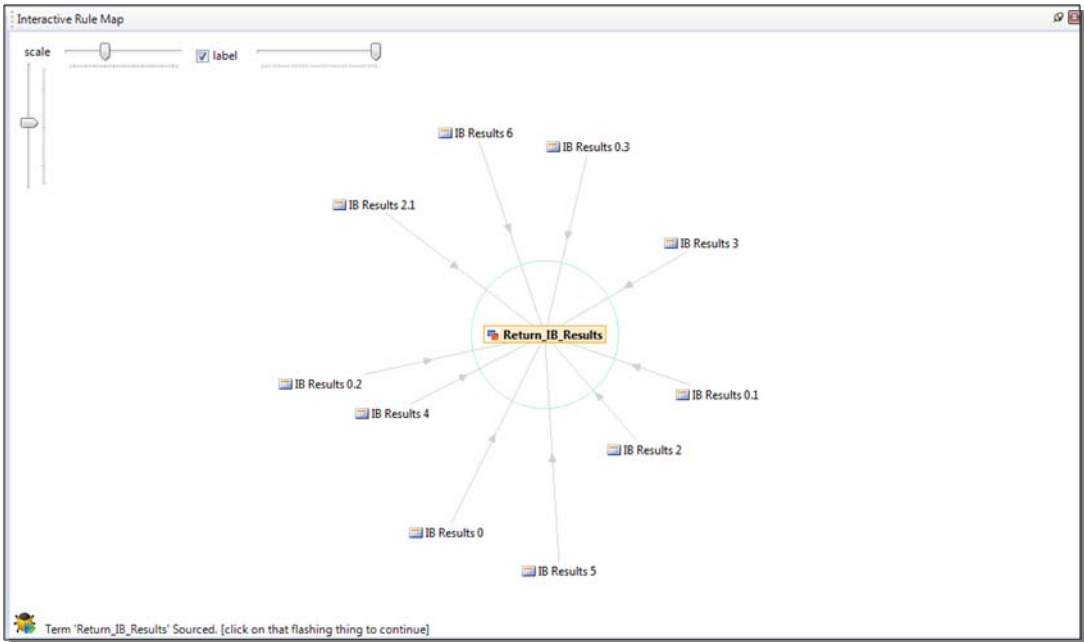 Interactive Rule Map
scale
label
IB Results 6
IB Results 0.3
IB Results 2.1
IB Results 3
Return_IB_Results
IB Results 0.2
IB Results 0.1
IB Results 4
IB Results 2
IB Results 0
IB Results 5
Term 'Return_IB_Results' Sourced. [click on that flashing thing to continue]